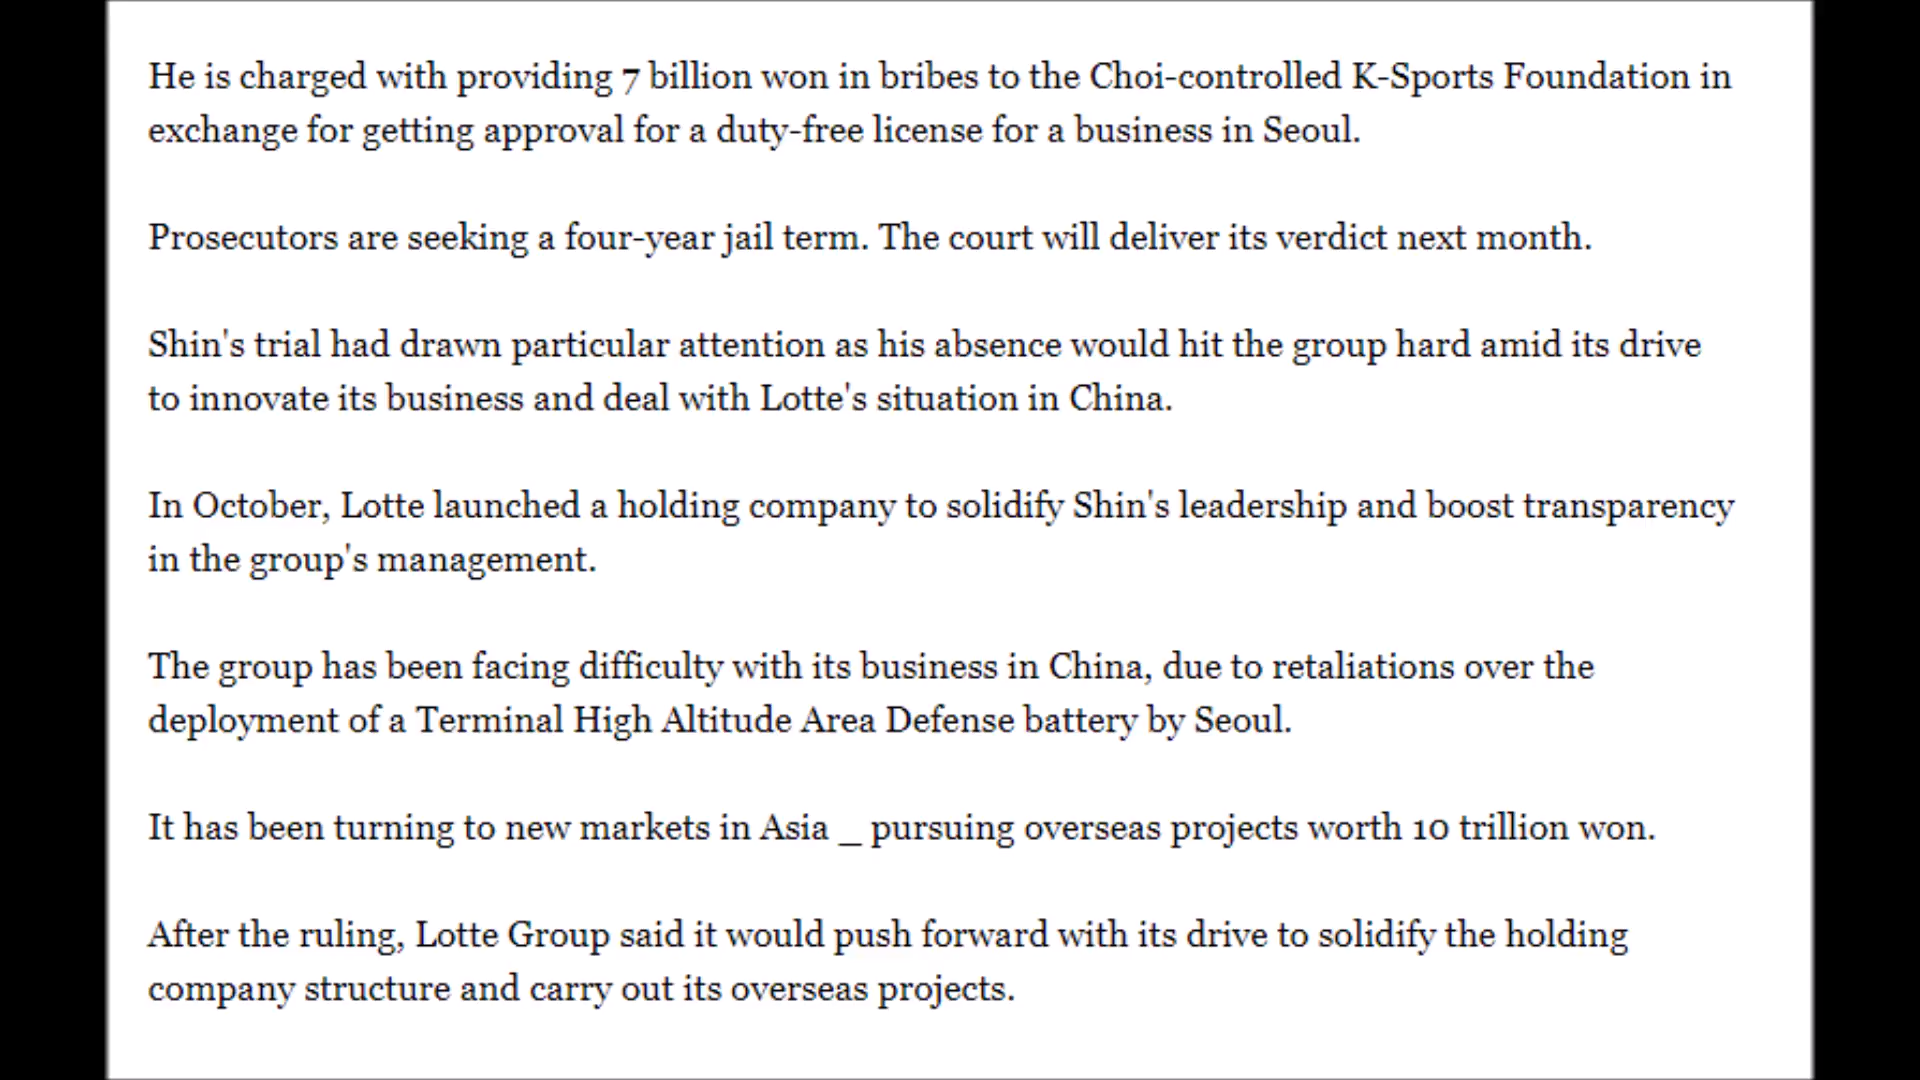 He is charged with providing 7 billion won in bribes to the Choi-controlled K-Sports Foundation in
exchange for getting approval for a duty-free license for a business in Seoul.
Prosecutors are seeking a four-year jail term. The court will deliver its verdict next month.
Shin's trial had drawn particular attention as his absence would hit the group hard amid its drive
to innovate its business and deal with Lotte's situation in China.
In October, Lotte launched a holding company to solidify Shin's leadership and boost transparency
in the group's management.
The group has been facing difficulty with its business in China, due to retaliations over the
deployment of a Terminal High Altitude Area Defense battery by Seoul.
It has been turning to new markets in Asia _ pursuing overseas projects worth 10 trillion won.
After the ruling, Lotte Group said it would push forward with its drive to solidify the holding
company structure and carry out its overseas projects.